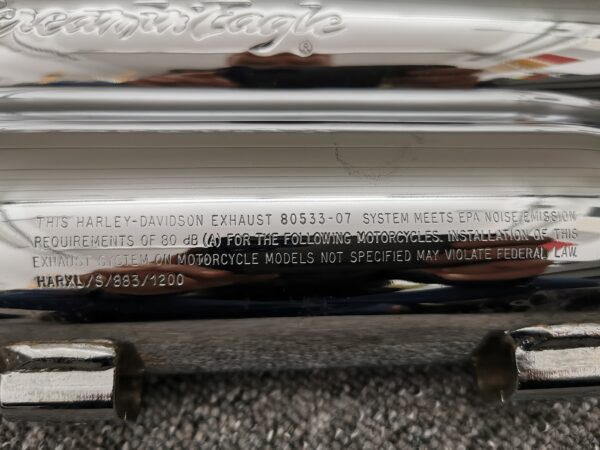 Screamin' Eagle®
THIS HARLEY-DAVIDSON EXHAUST 80533-07 SYSTEM MEETS EPA NOISE EMISSION
REQUIREMENTS OF 80 dB (A) FOR THE FOLLOWING MOTORCYCLES. INSTALLATION OF THIS
EXHAUST SYSTEM ON MOTORCYCLE MODELS NOT SPECIFIED MAY VIOLATE FEDERAL LAW.
HARXL/S/883/1200